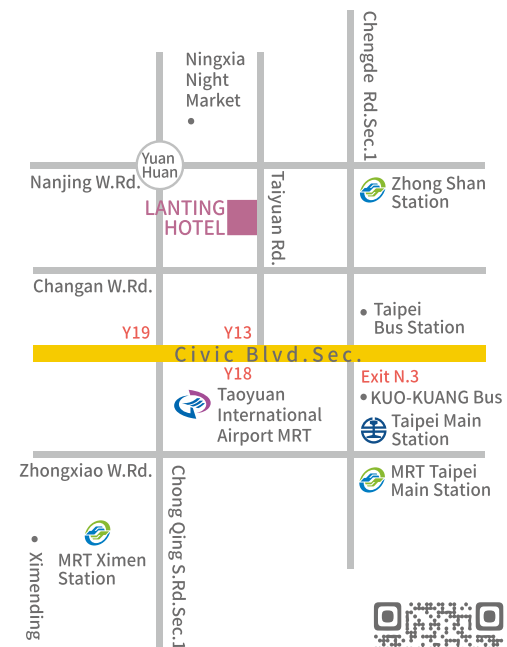 Chengde Rd.Sec.1
Ningxia
Night
Market
Yuan
Huan
Nanjing W.Rd.
Taiyuan Rd.
Zhong Shan
Station
LANTING
HOTEL
Changan W.Rd.
Taipei
Bus Station
Y19
Y13
Civic Blvd.Sec.
Y18
Exit N.3
Taoyuan
International
Airport MRT
KUO-KUANG Bus
Taipei Main
Station
Zhongxiao W.Rd.
Chong Qing S.Rd.Sec.1
MRT Taipei
Main Station
Ximending
MRT Ximen
Station